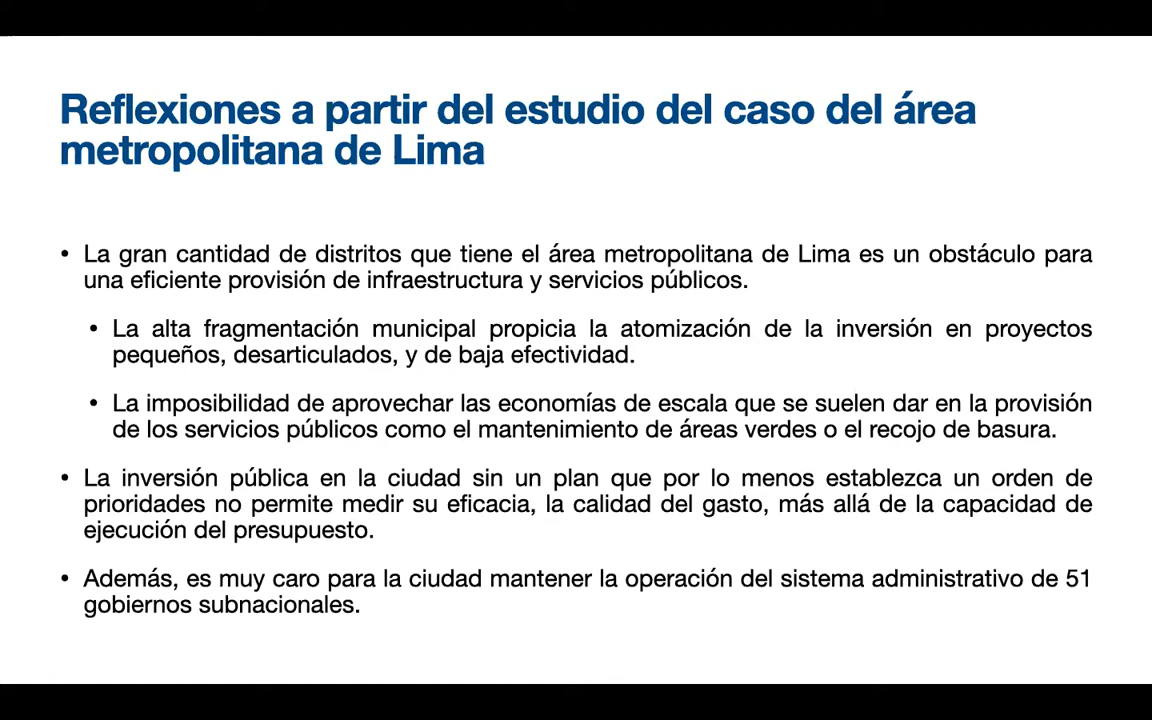 Reflexiones a partir del estudio del caso del área
metropolitana de Lima
• La gran cantidad de distritos que tiene el área metropolitana de Lima es un obstáculo para
una eficiente provisión de infraestructura y servicios públicos.
• La alta fragmentación municipal propicia la atomización de la inversión en proyectos
pequeños, desarticulados, y de baja efectividad.
• La imposibilidad de aprovechar las economías de escala que se suelen dar en la provisión
de los servicios públicos como el mantenimiento de áreas verdes o el recojo de basura.
• La inversión pública en la ciudad sin un plan que por lo menos establezca un orden de
prioridades no permite medir su eficacia, la calidad del gasto, más allá de la capacidad de
ejecución del presupuesto.
• Además, es muy caro para la ciudad mantener la operación del sistema administrativo de 51
gobiernos subnacionales.